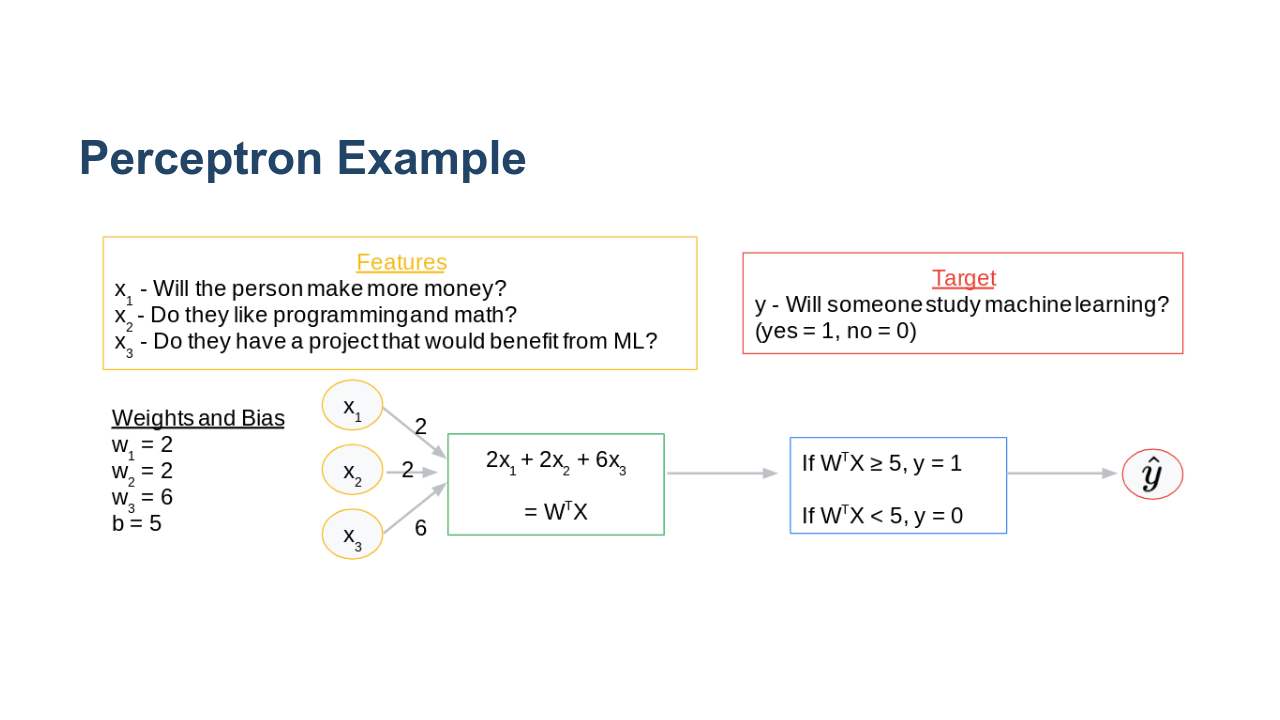 Perceptron Example
Features
x₁ - Will the person make more money?
x₂ - Do they like programming and math?
x₃ - Do they have a project that would benefit from ML?
Target
y - Will someone study machine learning?
(yes = 1, no = 0)
Weights and Bias
w₁ = 2
w₂ = 2
w₃ = 6
b = 5
x₁
2
x₂
2
x₃
6
2x₁ + 2x₂ + 6x₃
= WᵀX
If WᵀX ≥ 5, y = 1
If WᵀX < 5, y = 0
ŷ